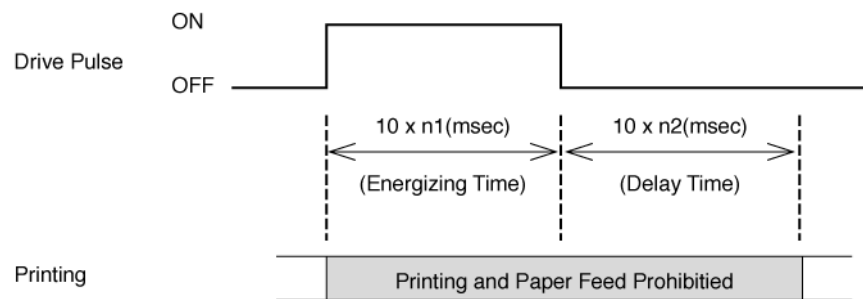 ON
Drive Pulse
OFF
10 x n1(msec) 10 x n2(msec)
(Energizing Time) (Delay Time)
Printing Printing and Paper Feed Prohibitied